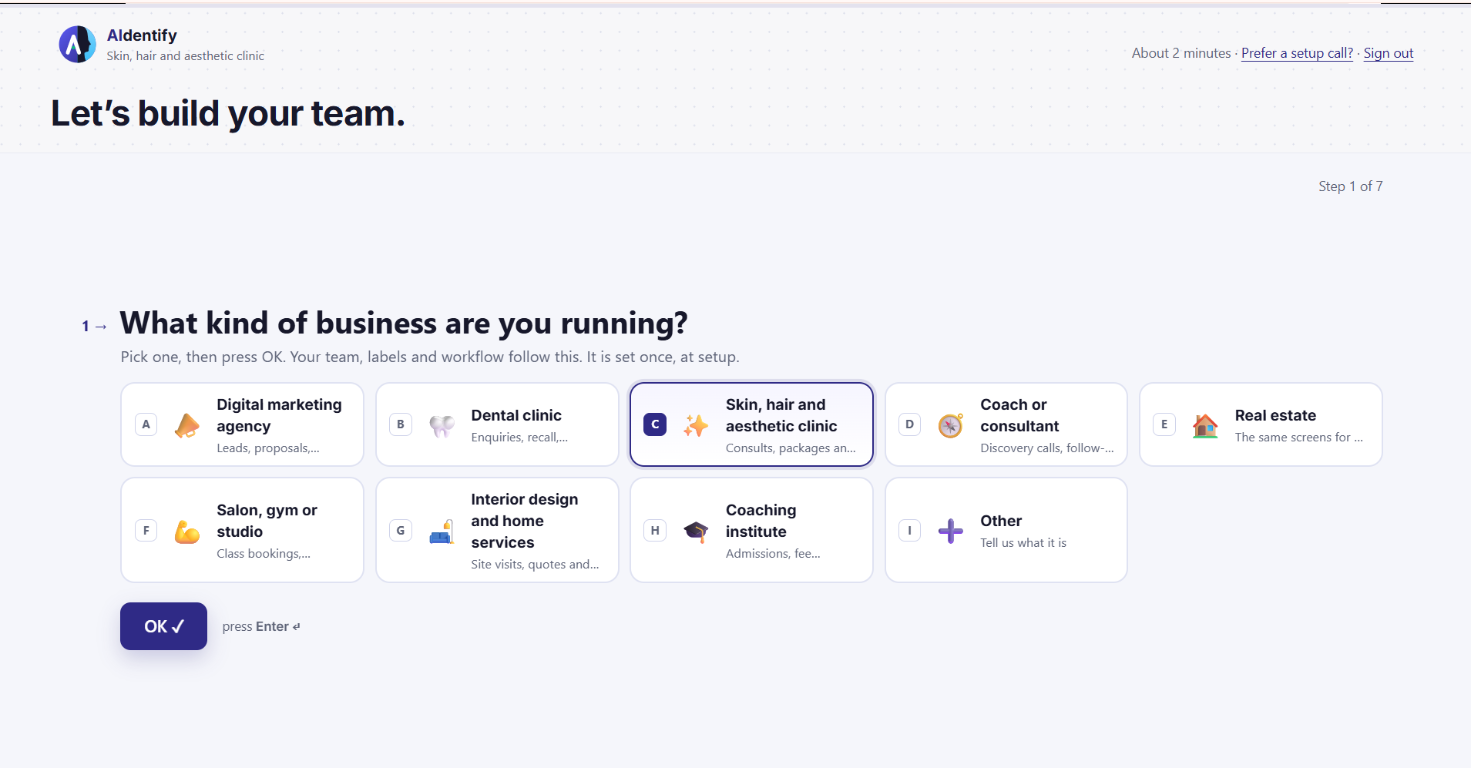 AIdentify
Skin, hair and aesthetic clinic
About 2 minutes · Prefer a setup call? · Sign out
Let's build your team.
Step 1 of 7
1 → What kind of business are you running?
Pick one, then press OK. Your team, labels and workflow follow this. It is set once, at setup.
A
Digital marketing
agency
Leads, proposals,...
B
Dental clinic
Enquiries, recall,...
C
Skin, hair and
aesthetic clinic
Consults, packages an...
D
Coach or
consultant
Discovery calls, follow-...
E
Real estate
The same screens for ...
F
Salon, gym or
studio
Class bookings,...
G
Interior design
and home
services
Site visits, quotes and...
H
Coaching
institute
Admissions, fee...
I
Other
Tell us what it is
OK ✓
press Enter ↵